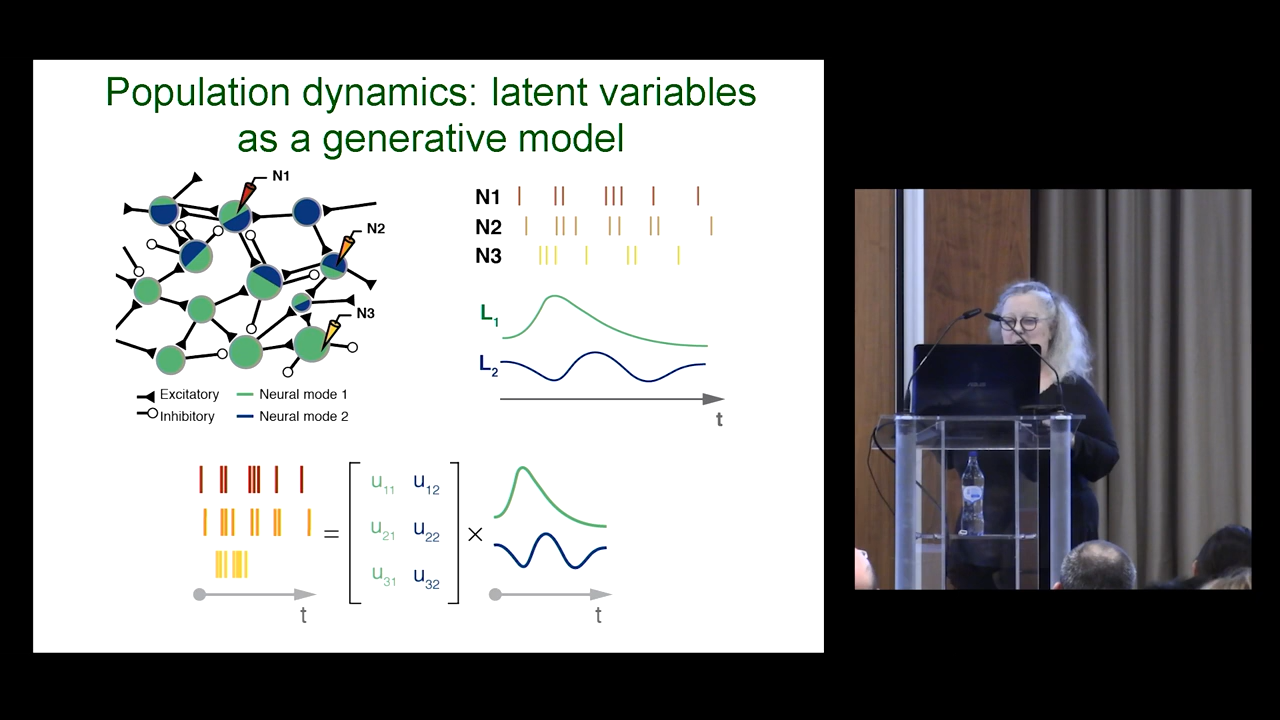 Population dynamics: latent variables
as a generative model
N1
N2
N3
Excitatory
Inhibitory
Neural mode 1
Neural mode 2
N1
N2
N3
L1
L2
t
=
u11 u12
u21 u22
u31 u32
×
t
t
ASUS